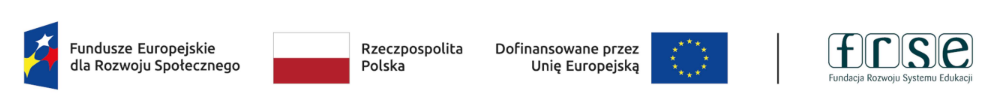 Fundusze Europejskie
dla Rozwoju Społecznego
Rzeczpospolita
Polska
Dofinansowane przez
Unię Europejską
frse
Fundacja Rozwoju Systemu Edukacji